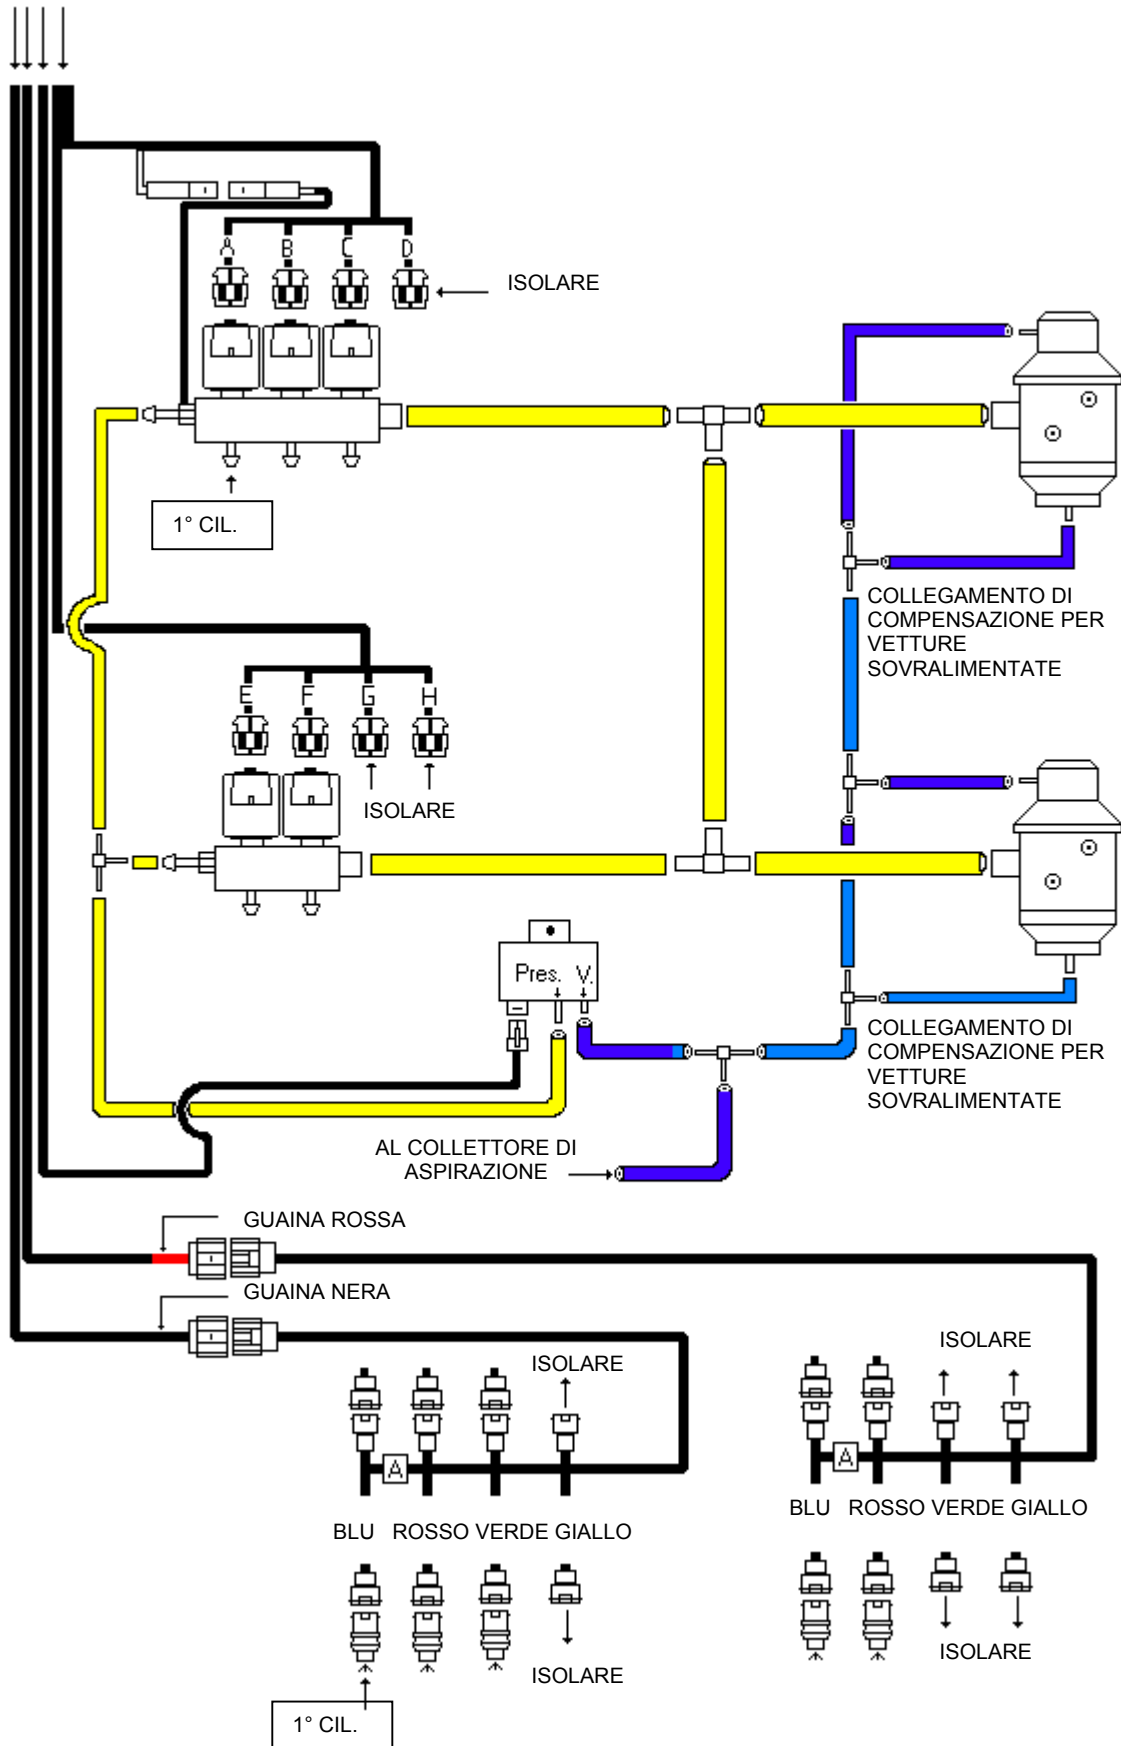 A B C D
ISOLARE
1° CIL.
COLLEGAMENTO DI
COMPENSAZIONE PER
VETTURE
SOVRALIMENTATE
E F G H
ISOLARE
Pres. V.
COLLEGAMENTO DI
COMPENSAZIONE PER
VETTURE
SOVRALIMENTATE
AL COLLETTORE DI
ASPIRAZIONE
GUAINA ROSSA
GUAINA NERA
ISOLARE
ISOLARE
A
A
BLU ROSSO VERDE GIALLO
BLU ROSSO VERDE GIALLO
ISOLARE
ISOLARE
1° CIL.